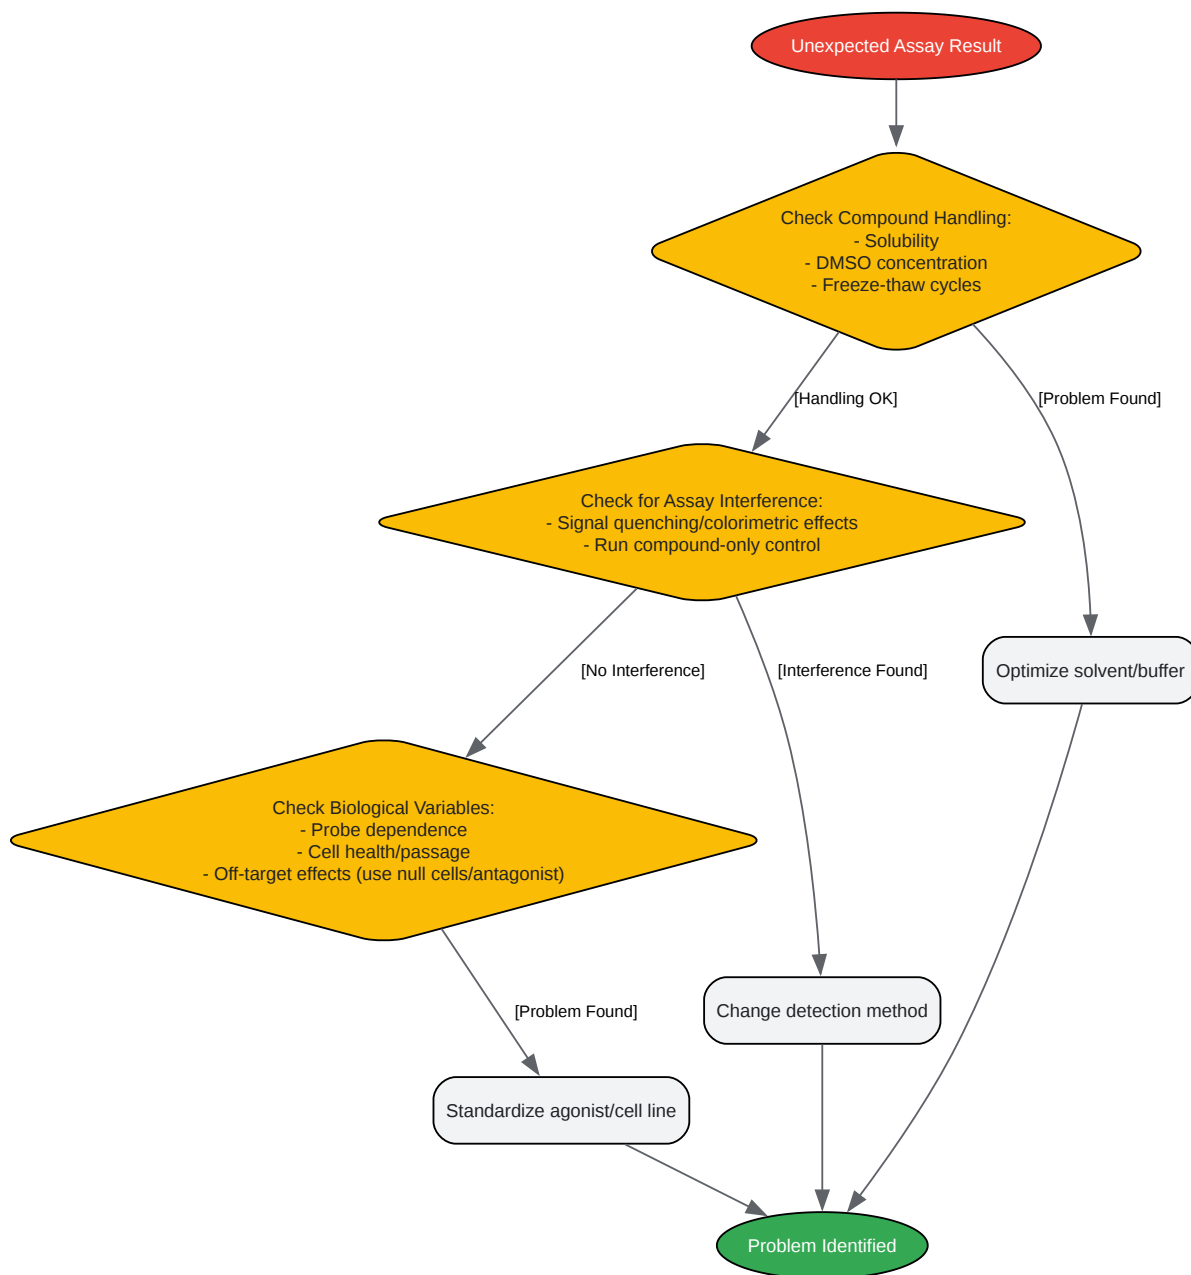 Unexpected Assay Result
Check Compound Handling:
- Solubility
- DMSO concentration
- Freeze-thaw cycles
[Handling OK]
[Problem Found]
Check for Assay Interference:
- Signal quenching/colorimetric effects
- Run compound-only control
[No Interference]
[Interference Found]
Optimize solvent/buffer
Check Biological Variables:
- Probe dependence
- Cell health/passage
- Off-target effects (use null cells/antagonist)
[Problem Found]
Change detection method
Standardize agonist/cell line
Problem Identified